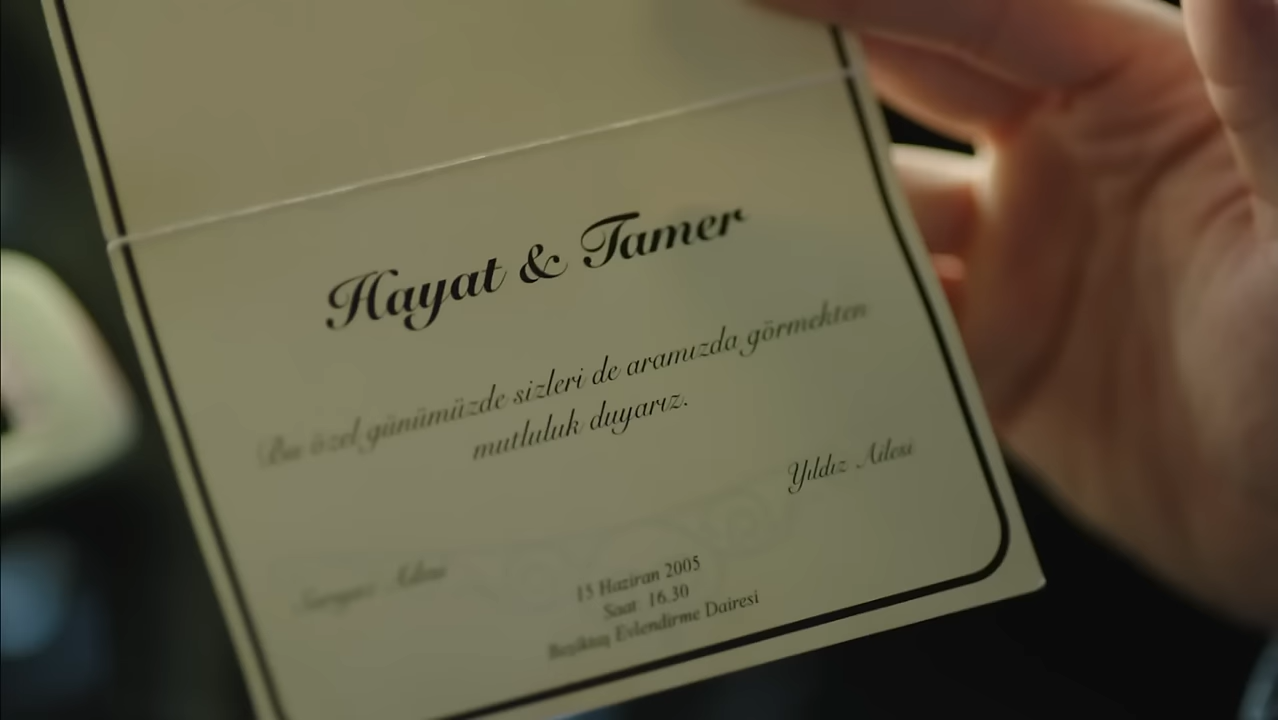 Hayat & Tamer
Bu özel günümüzde sizleri de aramızda görmekten
mutluluk duyarız.
Yıldız Ailesi
Ailesi
15 Haziran 2005
Saat 16.30
Beşiktaş Evlendirme Dairesi